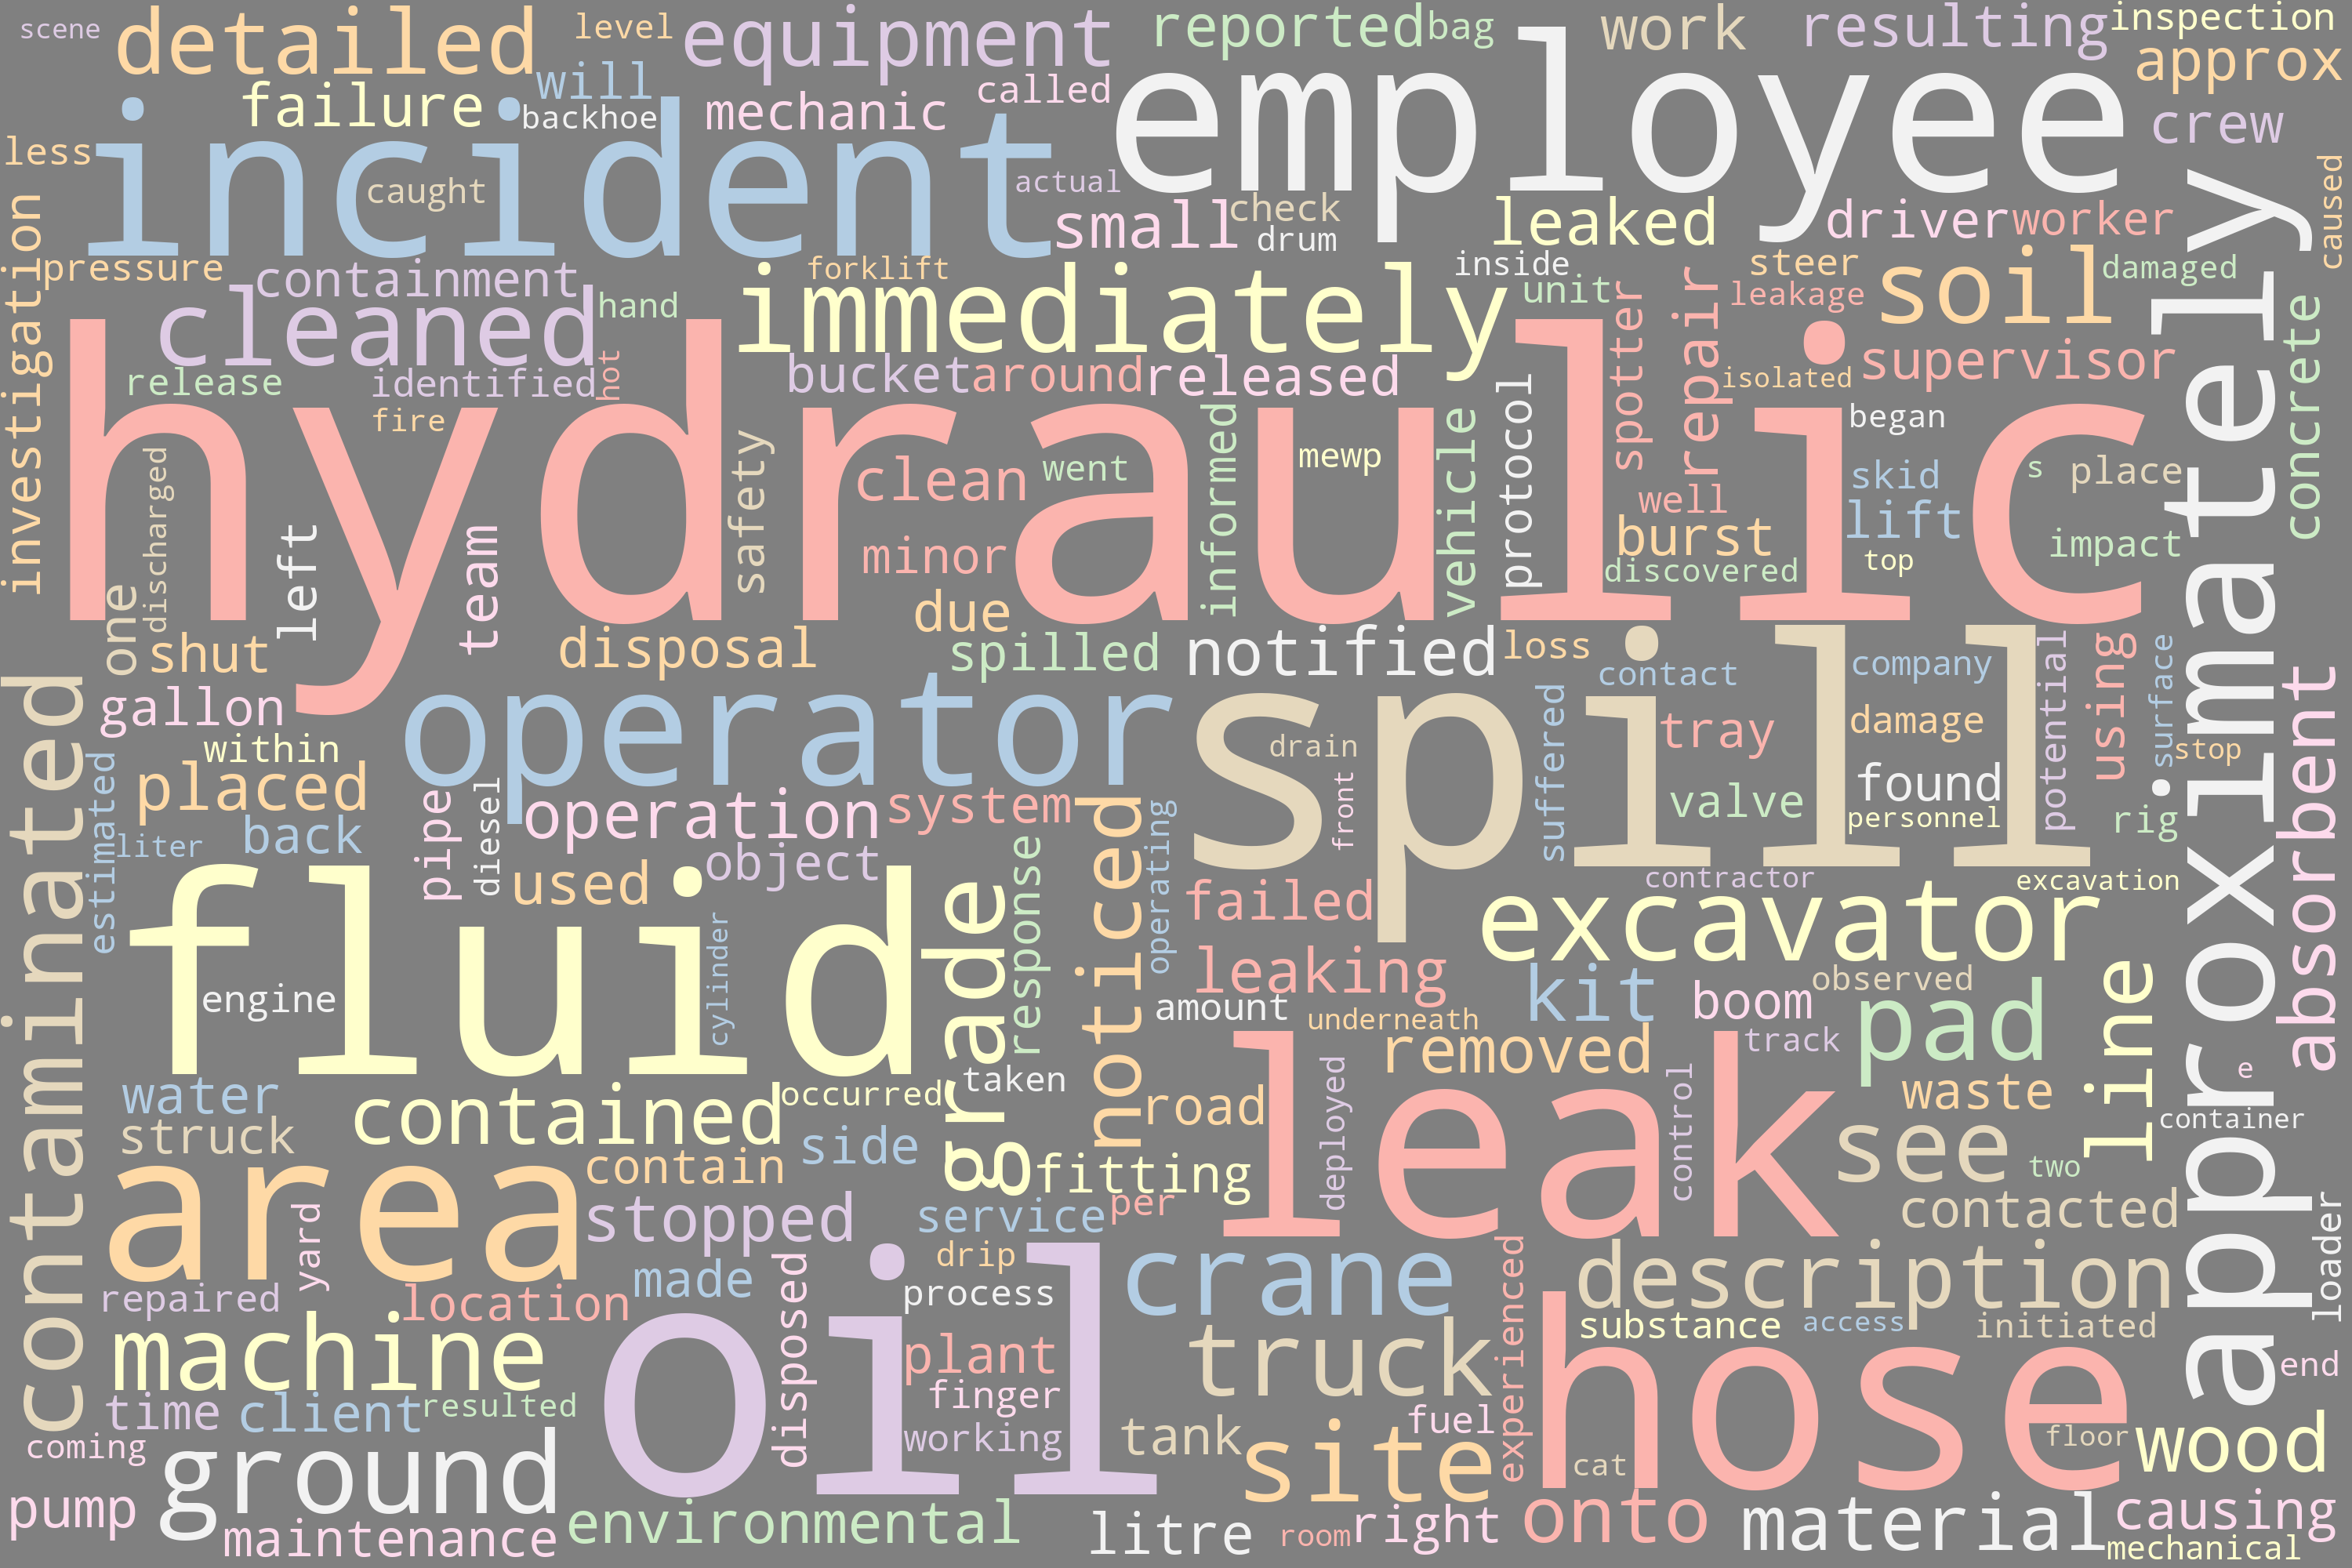 scene
detailed
level
equipment
reported
bag
work
resulting
inspection
approx
failure
will
backhoe
mechanic
called
employee
crew
less
incident
caught
actual
small
check
drum
leaked
driver
worker
caused
investigation
pressure
containment
cleaned
hand
forklift
immediately
inside
unit
spotter
repair
steer
leakage
damaged
soil
approximately
concrete
release
identified
hot
fire
bucket
around
released
supervisor
isolated
began
hydraulic
discharged
left
team
safety
clean
went
minor
informed
mewp
vehicle
protocol
well
burst
discovered
skid
lift
top
s
place
impact
one
shut
due
disposal
spilled
notified
loss
contact
company
potential
using
surface
stop
absorbent
contaminated
gallon
within
placed
estimated
liter
back
operator
spill
drain
front
suffered
tray
damage
valve
found
personnel
rig
pipe
diesel
operation
system
object
used
noticed
operating
failed
contractor
excavation
excavator
fluid
engine
cylinder
grade
response
leaking
amount
underneath
kit
boom
observed
pad
track
line
removed
water
struck
contained
occurred
taken
road
leak
deployed
control
waste
see
e
container
two
contacted
area
contain
side
fitting
stopped
service
per
yard
drip
made
process
crane
description
loader
repaired
location
disposed
oil
machine
plant
finger
working
truck
experienced
substance
access
initiated
hose
end
time
client
resulted
coming
ground
tank
site
fuel
cat
floor
wood
pump
maintenance
environmental
litre
room
right
onto
material
causing
mechanical